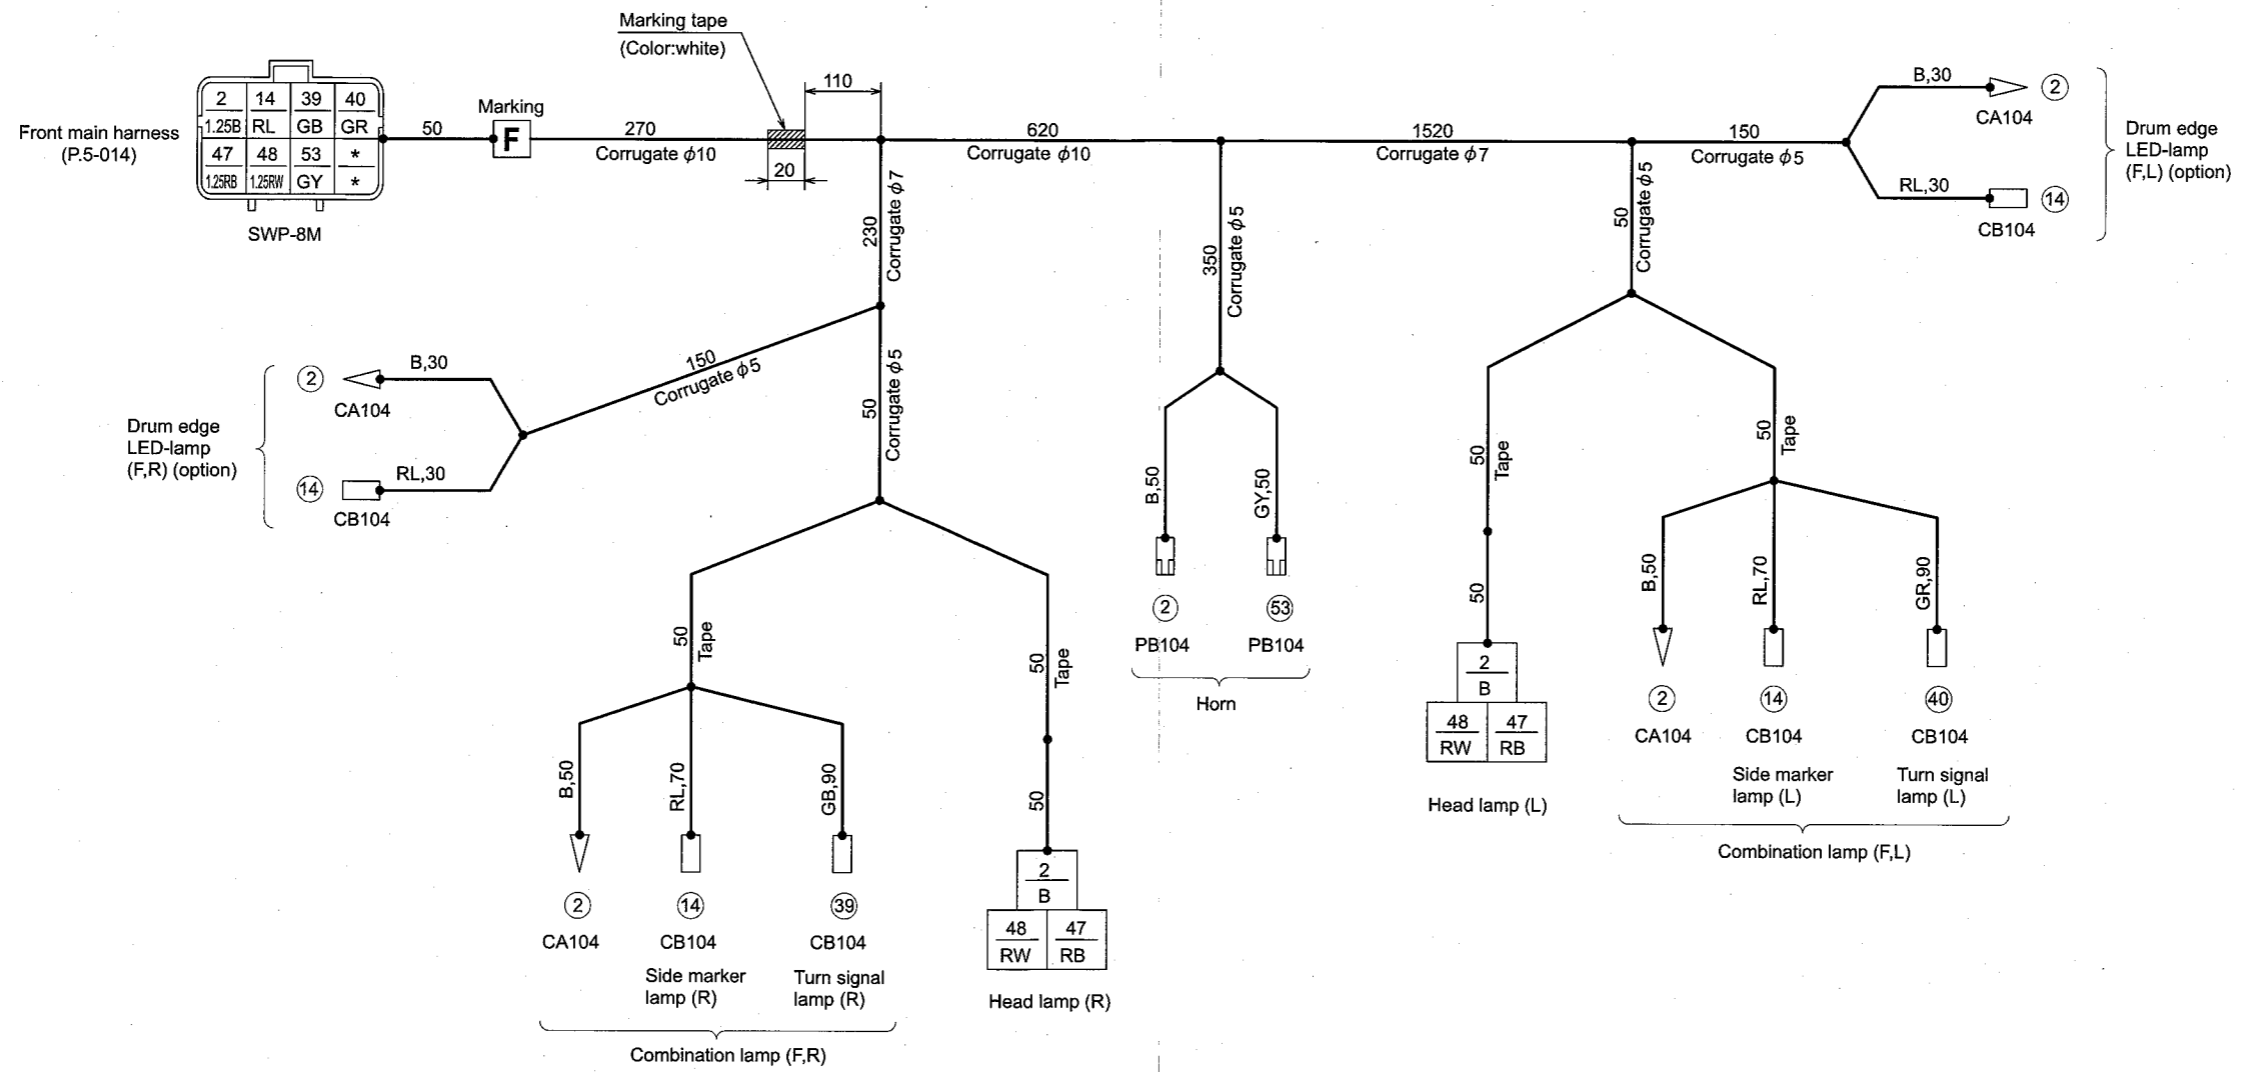 Marking tape
(Color:white)
110
Front main harness
(P.5-014)
2 14 39 40
1.25B RL GB GR
47 48 53 *
1.25RB 1.25RW GY *
SWP-8M
50
Marking
F
270
Corrugate φ10
20
620
Corrugate φ10
1520
Corrugate φ7
150
Corrugate φ5
B,30
2
CA104
RL,30
14
CB104
Drum edge
LED-lamp
(F,L) (option)
230
Corrugate φ7
150
Corrugate φ5
B,30
2
CA104
RL,30
14
CB104
Drum edge
LED-lamp
(F,R) (option)
50
Corrugate φ5
50
Tape
B,50
RL,70
GB,90
2
14
39
CA104
CB104
CB104
Side marker
lamp (R)
Turn signal
lamp (R)
Combination lamp (F,R)
50
Tape
50
2
B
48 47
RW RB
Head lamp (R)
350
Corrugate φ5
B,50
GY,50
2
53
PB104
PB104
Horn
50
Corrugate φ5
50
Tape
50
2
B
48 47
RW RB
Head lamp (L)
50
Tape
B,50
RL,70
GR,90
2
14
40
CA104
CB104
CB104
Side marker
lamp (L)
Turn signal
lamp (L)
Combination lamp (F,L)